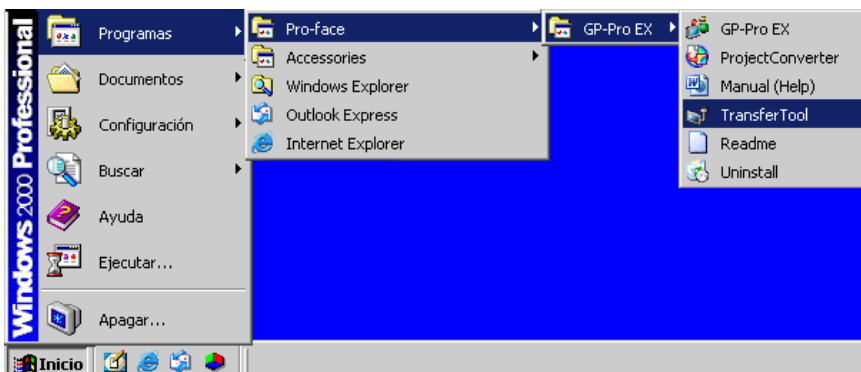 Windows 2000 Professional
Programas
Documentos
Configuración
Buscar
Ayuda
Ejecutar...
Apagar...
Inicio
Pro-face
Accessories
Windows Explorer
Outlook Express
Internet Explorer
GP-Pro EX
GP-Pro EX
ProjectConverter
Manual (Help)
TransferTool
Readme
Uninstall